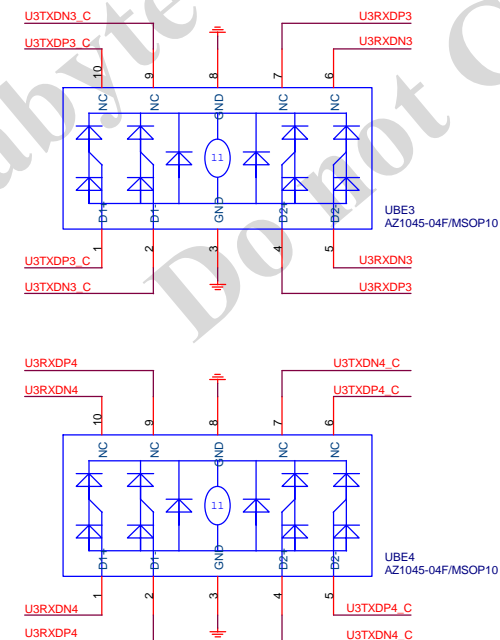 U3TXDN3_C U3RXDP3
U3TXDP3_C U3RXDN3
10 9 8 7 6
NC NC GND NC NC
11
D1+ D1- GND D2+ D2-
UBE3
AZ1045-04F/MSOP10
1 2 3 4 5
U3TXDP3_C U3RXDN3
U3TXDN3_C U3RXDP3
Do not
U3RXDP4 U3TXDN4_C
U3RXDN4 U3TXDP4_C
10 9 8 7 6
NC NC GND NC NC
11
D1+ D1- GND D2+ D2-
UBE4
AZ1045-04F/MSOP10
1 2 3 4 5
U3RXDN4 U3TXDP4_C
U3RXDP4 U3TXDN4_C